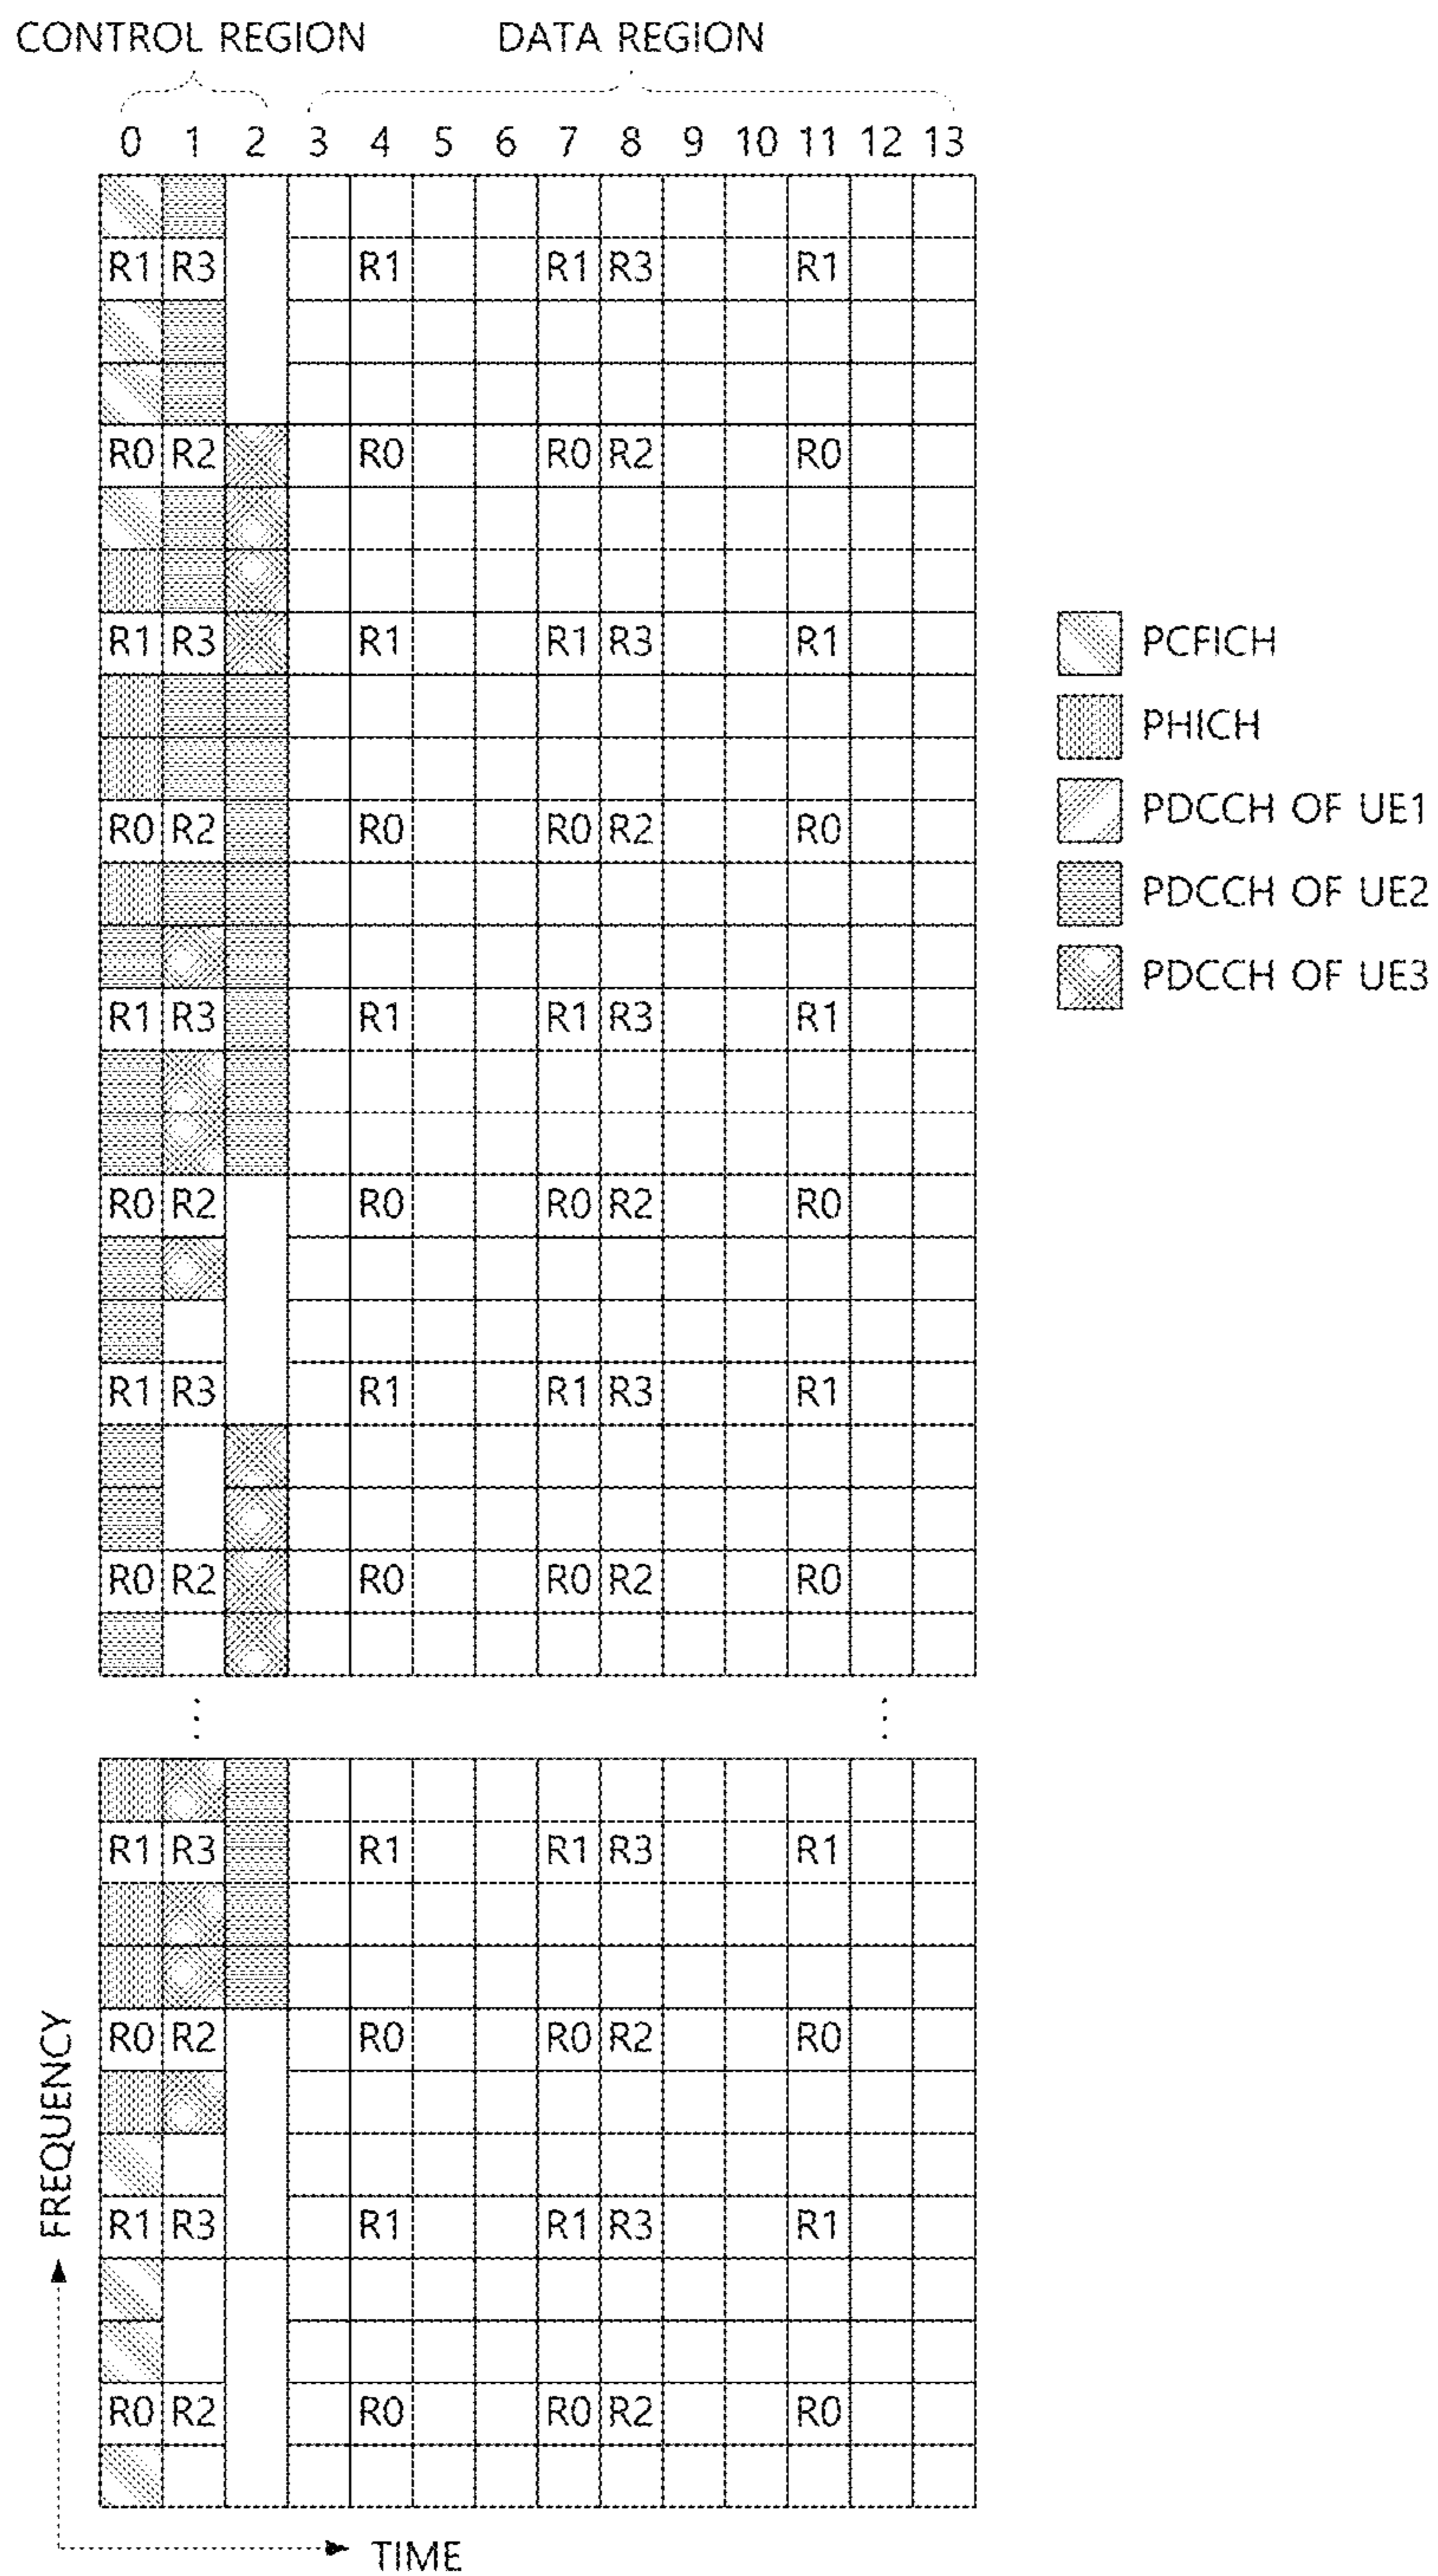 CONTROL REGION DATA REGION
0 1 2 3 4 5 6 7 8 9 10 11 12 13
R1 R3 R1 R1 R3 R1
R0 R2 R0 R0 R2 R0
R1 R3 R1 R1 R3 R1
R0 R2 R0 R0 R2 R0
R1 R3 R1 R1 R3 R1
R0 R2 R0 R0 R2 R0
R1 R3 R1 R1 R3 R1
R0 R2 R0 R0 R2 R0
R1 R3 R1 R1 R3 R1
R0 R2 R0 R0 R2 R0
R1 R3 R1 R1 R3 R1
R0 R2 R0 R0 R2 R0
PCFICH
PHICH
PDCCH OF UE1
PDCCH OF UE2
PDCCH OF UE3
FREQUENCY
TIME